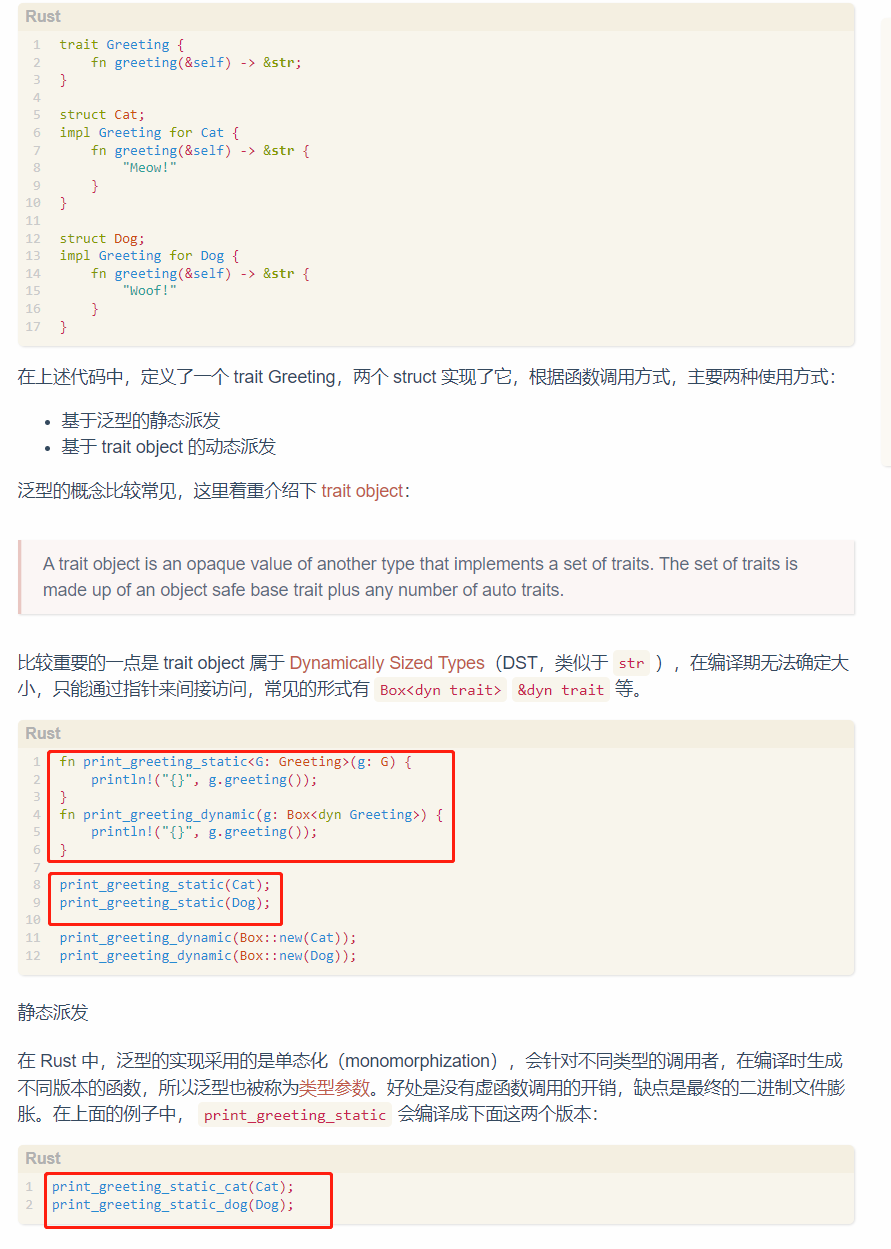 Rust
1 trait Greeting {
2     fn greeting(&self) -> &str;
3 }
4
5 struct Cat;
6 impl Greeting for Cat {
7     fn greeting(&self) -> &str {
8         "Meow!"
9     }
10 }
11
12 struct Dog;
13 impl Greeting for Dog {
14     fn greeting(&self) -> &str {
15         "Woof!"
16     }
17 }
在上述代码中，定义了一个 trait Greeting，两个 struct 实现了它，根据函数调用方式，主要两种使用方式：
• 基于泛型的静态派发
• 基于 trait object 的动态派发
泛型的概念比较常见，这里着重介绍下 trait object：
A trait object is an opaque value of another type that implements a set of traits. The set of traits is
made up of an object safe base trait plus any number of auto traits.
比较重要的一点是 trait object 属于 Dynamically Sized Types（DST，类似于 str ），在编译期无法确定大
小，只能通过指针来间接访问，常见的形式有 Box<dyn trait> &dyn trait 等。
Rust
1 fn print_greeting_static<G: Greeting>(g: G) {
2     println!("{}", g.greeting());
3 }
4 fn print_greeting_dynamic(g: Box<dyn Greeting>) {
5     println!("{}", g.greeting());
6 }
7
8 print_greeting_static(Cat);
9 print_greeting_static(Dog);
10
11 print_greeting_dynamic(Box::new(Cat));
12 print_greeting_dynamic(Box::new(Dog));
静态派发
在 Rust 中，泛型的实现采用的是单态化（monomorphization），会针对不同类型的调用者，在编译时生成
不同版本的函数，所以泛型也被称为类型参数。好处是没有虚函数调用的开销，缺点是最终的二进制文件膨
胀。在上面的例子中， print_greeting_static 会编译成下面这两个版本：
Rust
1 print_greeting_static_cat(Cat);
2 print_greeting_static_dog(Dog);